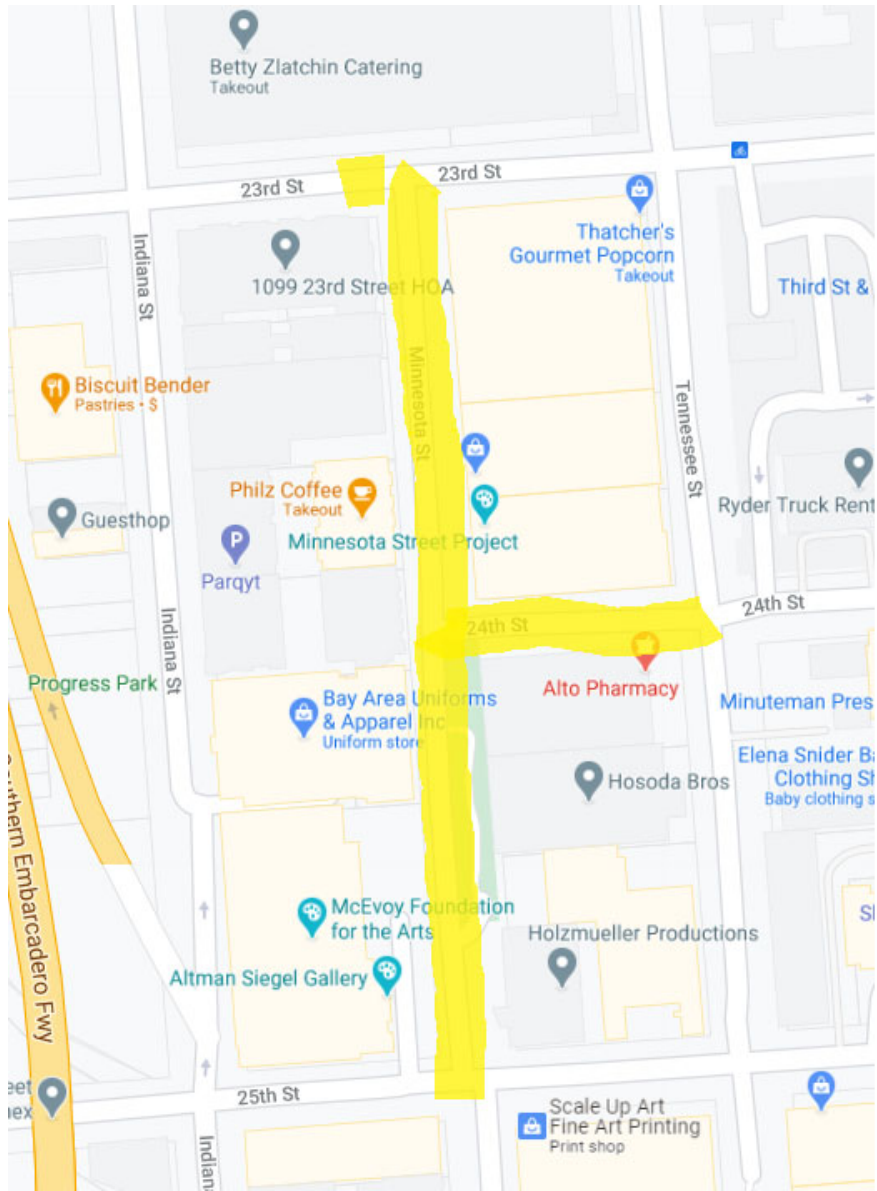 Betty Zlatchin Catering
Takeout
23rd St
23rd St
Thatcher's
Gourmet Popcorn
Takeout
Indiana St
1099 23rd Street HOA
Third St &
Minnesota St
Biscuit Bender
Pastries • $
Tennessee St
Philz Coffee
Takeout
Ryder Truck Rent
Guesthop
Minnesota Street Project
P
Parqyt
24th St
24th St
Indiana St
Progress Park
Alto Pharmacy
Bay Area Uniforms
& Apparel Inc
Uniform store
Minuteman Pres
Hosoda Bros
Elena Snider Ba
Clothing Sh
Baby clothing s
Southern Embarcadero Fwy
McEvoy Foundation
for the Arts
Holzmueller Productions
Altman Siegel Gallery
25th St
Scale Up Art
Fine Art Printing
Print shop